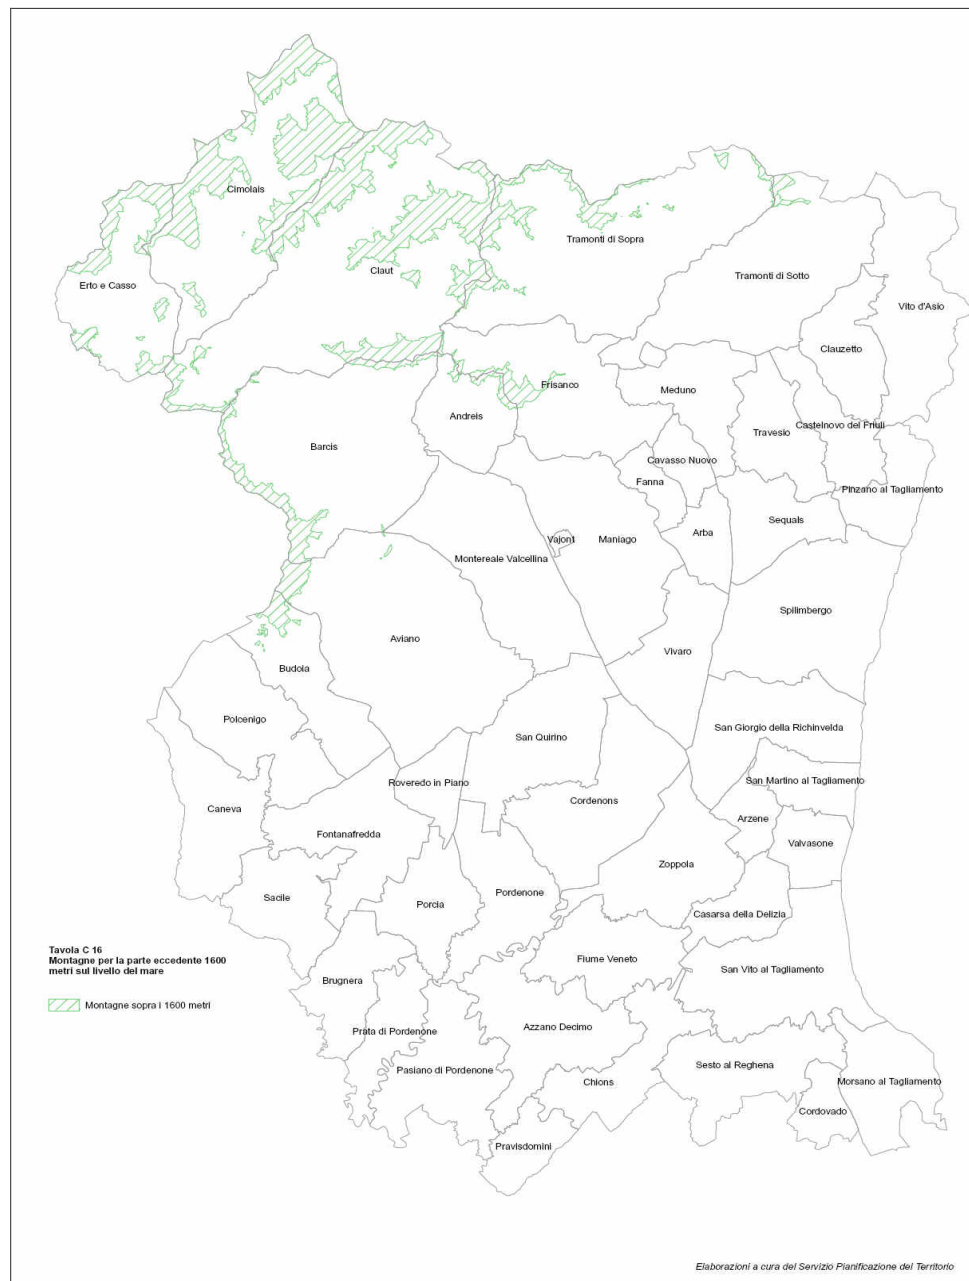 Cimolais
Tramonti di Sopra
Claut
Tramonti di Sotto
Erto e Casso
Vito d'Asio
Clauzetto
Frisanco
Meduno
Andreis
Castelnovo del Friuli
Travesio
Barcis
Cavasso Nuovo
Fanna
Pinzano al Tagliamento
Sequals
Arba
Vajont
Maniago
Montereale Valcellina
Spilimbergo
Aviano
Vivaro
Budoia
Polcenigo
San Giorgio della Richinvelda
San Quirino
Roveredo in Piano
San Martino al Tagliamento
Cordenons
Caneva
Arzene
Fontanafredda
Valvasone
Zoppola
Pordenone
Sacile
Porcia
Casarsa della Delizia
Tavola C 16
Montagne per la parte eccedente 1600
metri sul livello del mare
Fiume Veneto
San Vito al Tagliamento
Brugnera
Montagne sopra i 1600 metri
Azzano Decimo
Prata di Pordenone
Sesto al Reghena
Pasiano di Pordenone
Chions
Morsano al Tagliamento
Cordovado
Pravisdomini
Elaborazioni a cura del Servizio Pianificazione del Territorio